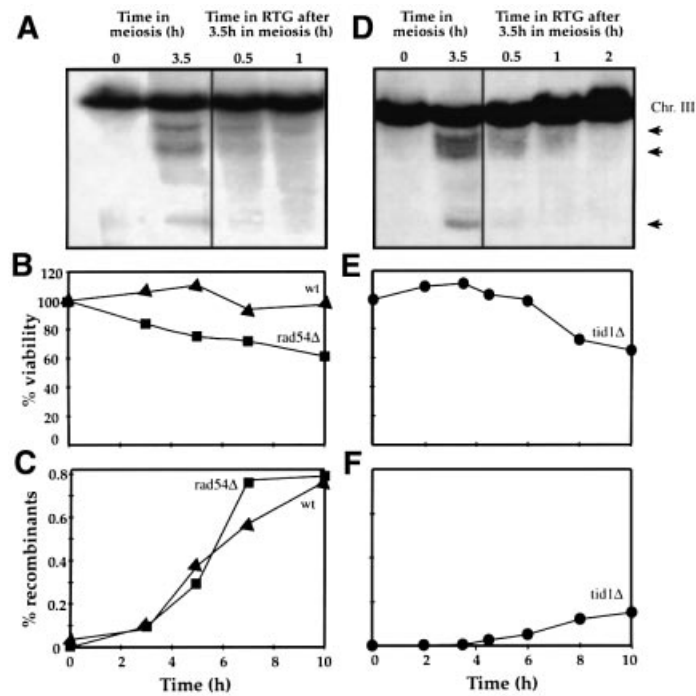 A
Time in meiosis (h)
Time in RTG after 3.5h in meiosis (h)
0 3.5 0.5 1
D
Time in meiosis (h)
Time in RTG after 3.5h in meiosis (h)
0 3.5 0.5 1 2
Chr. III
B
% viability
120
100
80
60
40
20
0
wt
rad54Δ
E
tid1Δ
C
% recombinants
0.8
0.6
0.4
0.2
0
rad54Δ
wt
0 2 4 6 8 10
Time (h)
F
tid1Δ
0 2 4 6 8 10
Time (h)